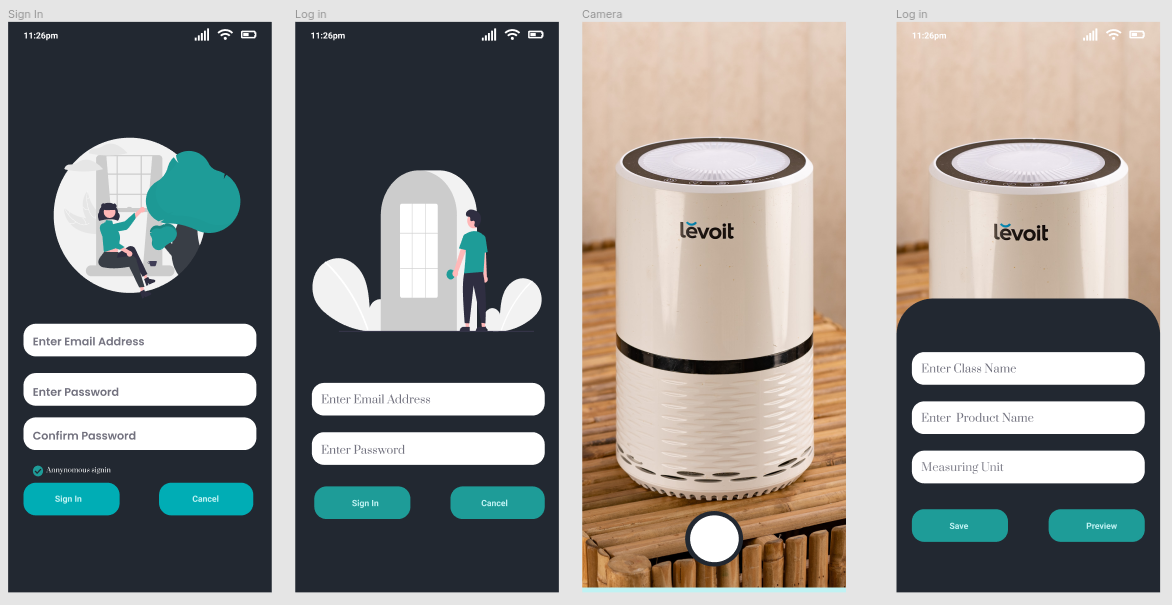 Sign In
11:26pm
Enter Email Address
Enter Password
Confirm Password
Annynomous signin
Sign In
Cancel
Log in
11:26pm
Enter Email Address
Enter Password
Sign In
Cancel
Camera
levoit
Log in
11:26pm
levoit
Enter Class Name
Enter Product Name
Measuring Unit
Save
Preview